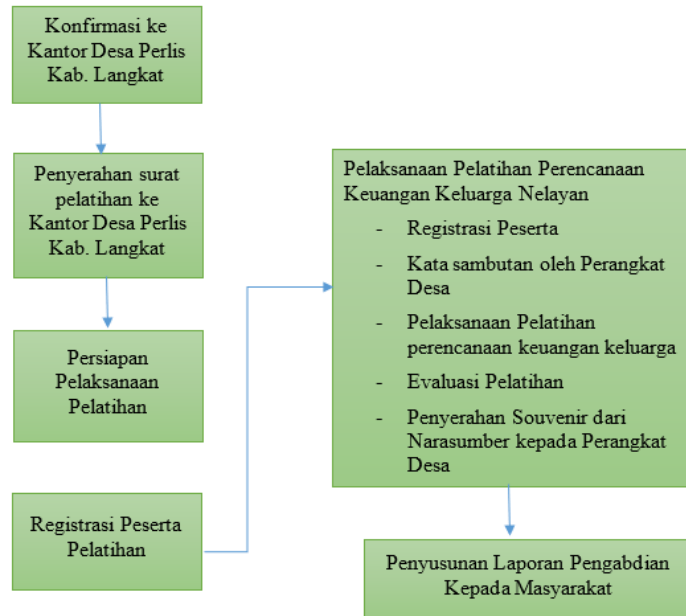 Konfirmasi ke
Kantor Desa Perlis
Kab. Langkat
Penyerahan surat
pelatihan ke
Kantor Desa Perlis
Kab. Langkat
Persiapan
Pelaksanaan
Pelatihan
Registrasi Peserta
Pelatihan
Pelaksanaan Pelatihan Perencanaan
Keuangan Keluarga Nelayan
- Registrasi Peserta
- Kata sambutan oleh Perangkat
Desa
- Pelaksanaan Pelatihan
perencanaan keuangan keluarga
- Evaluasi Pelatihan
- Penyerahan Souvenir dari
Narasumber kepada Perangkat
Desa
Penyusunan Laporan Pengabdian
Kepada Masyarakat